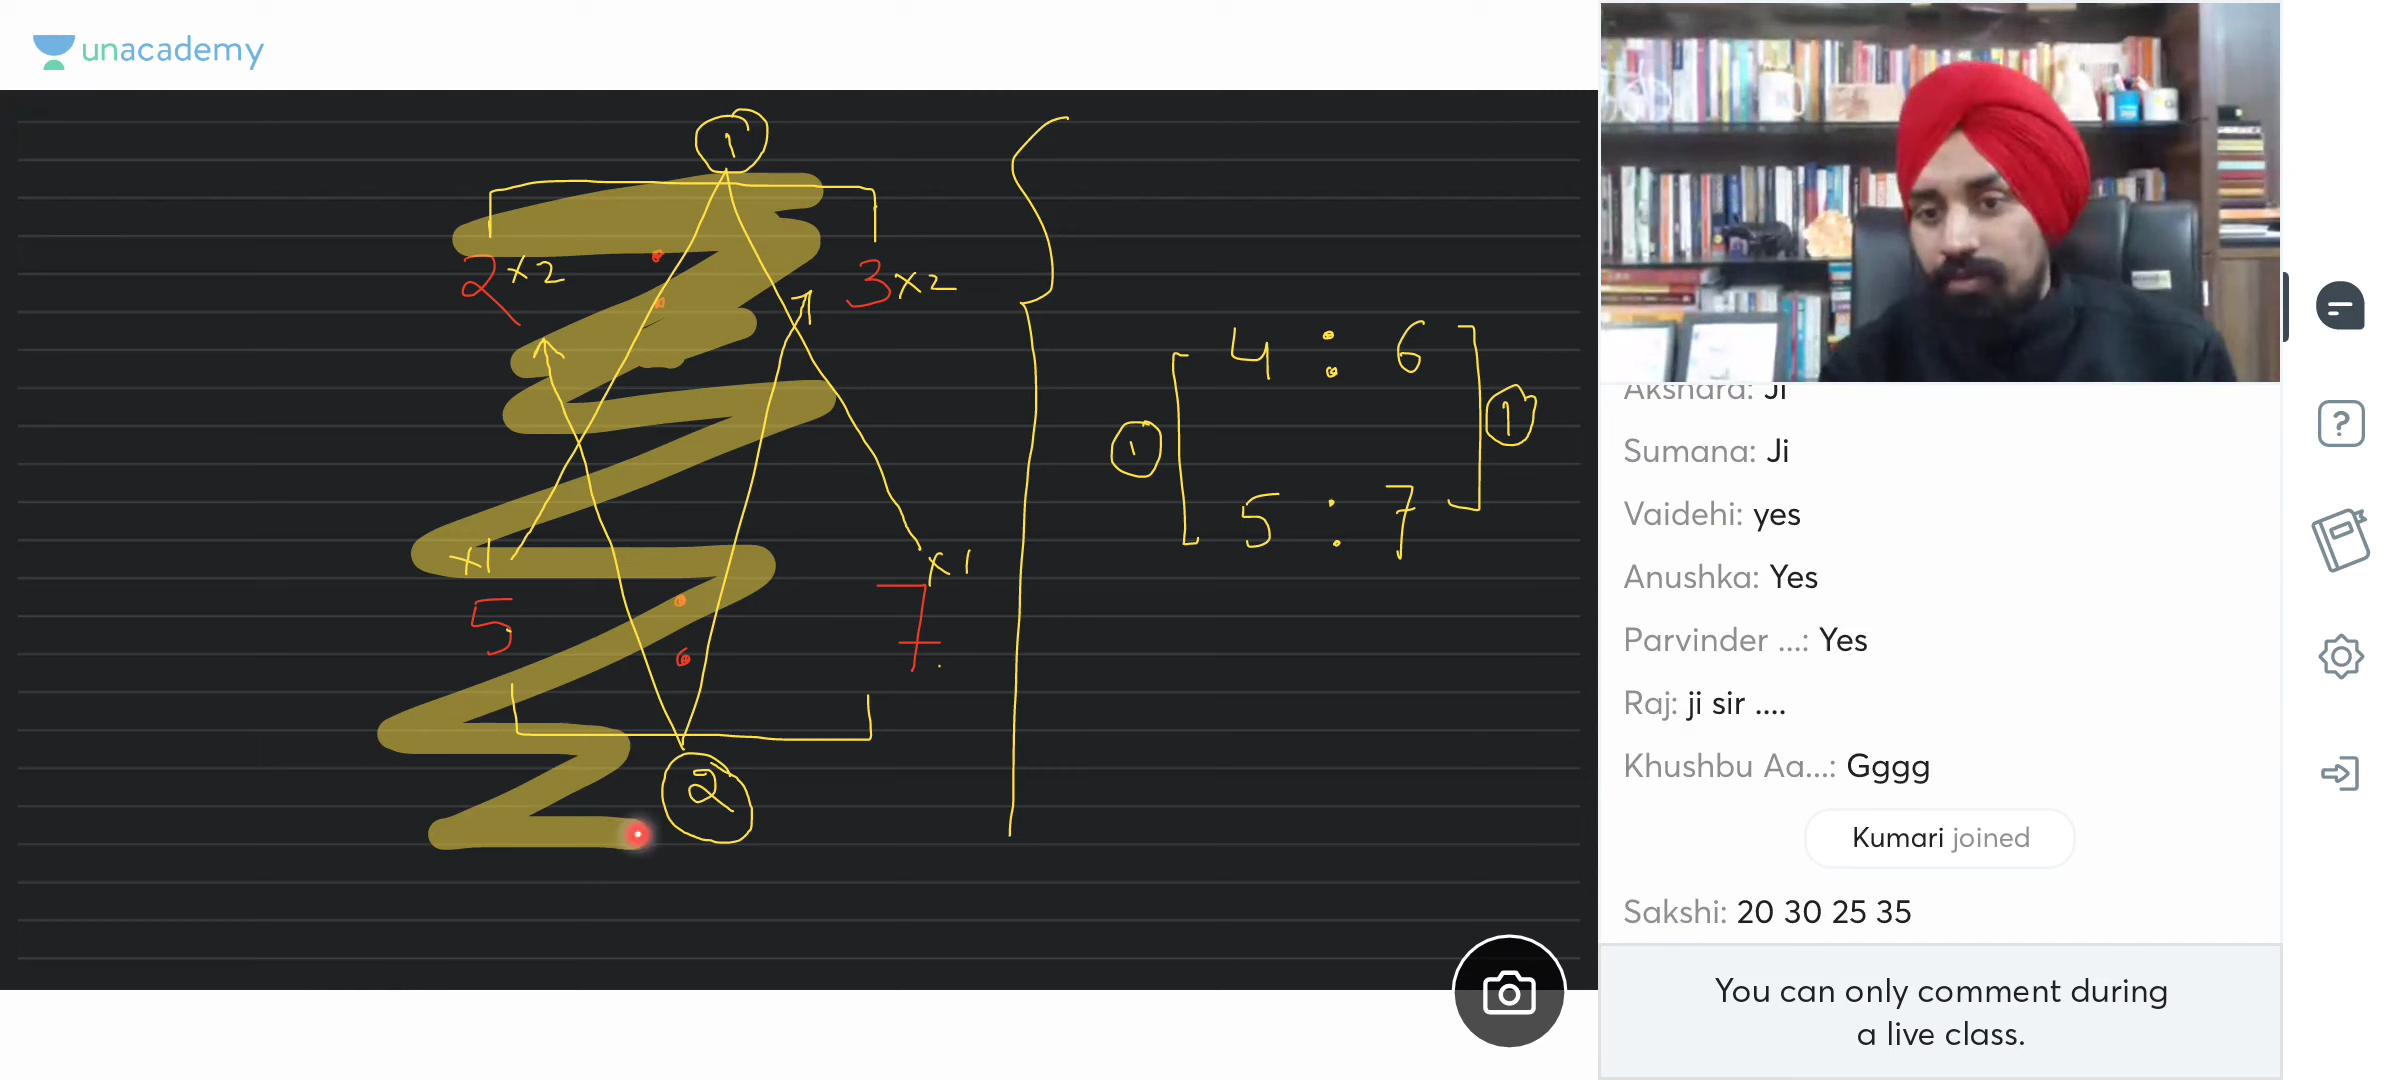 unacademy
1
2 ×2 : 3 ×2
×1 ×1
5 : 7
2
4 : 6
1 1
5 : 7
Akshara: Ji
Sumana: Ji
Vaidehi: yes
Anushka: Yes
Parvinder ...: Yes
Raj: ji sir ....
Khushbu Aa...: Gggg
Kumari joined
Sakshi: 20 30 25 35
You can only comment during
a live class.
?